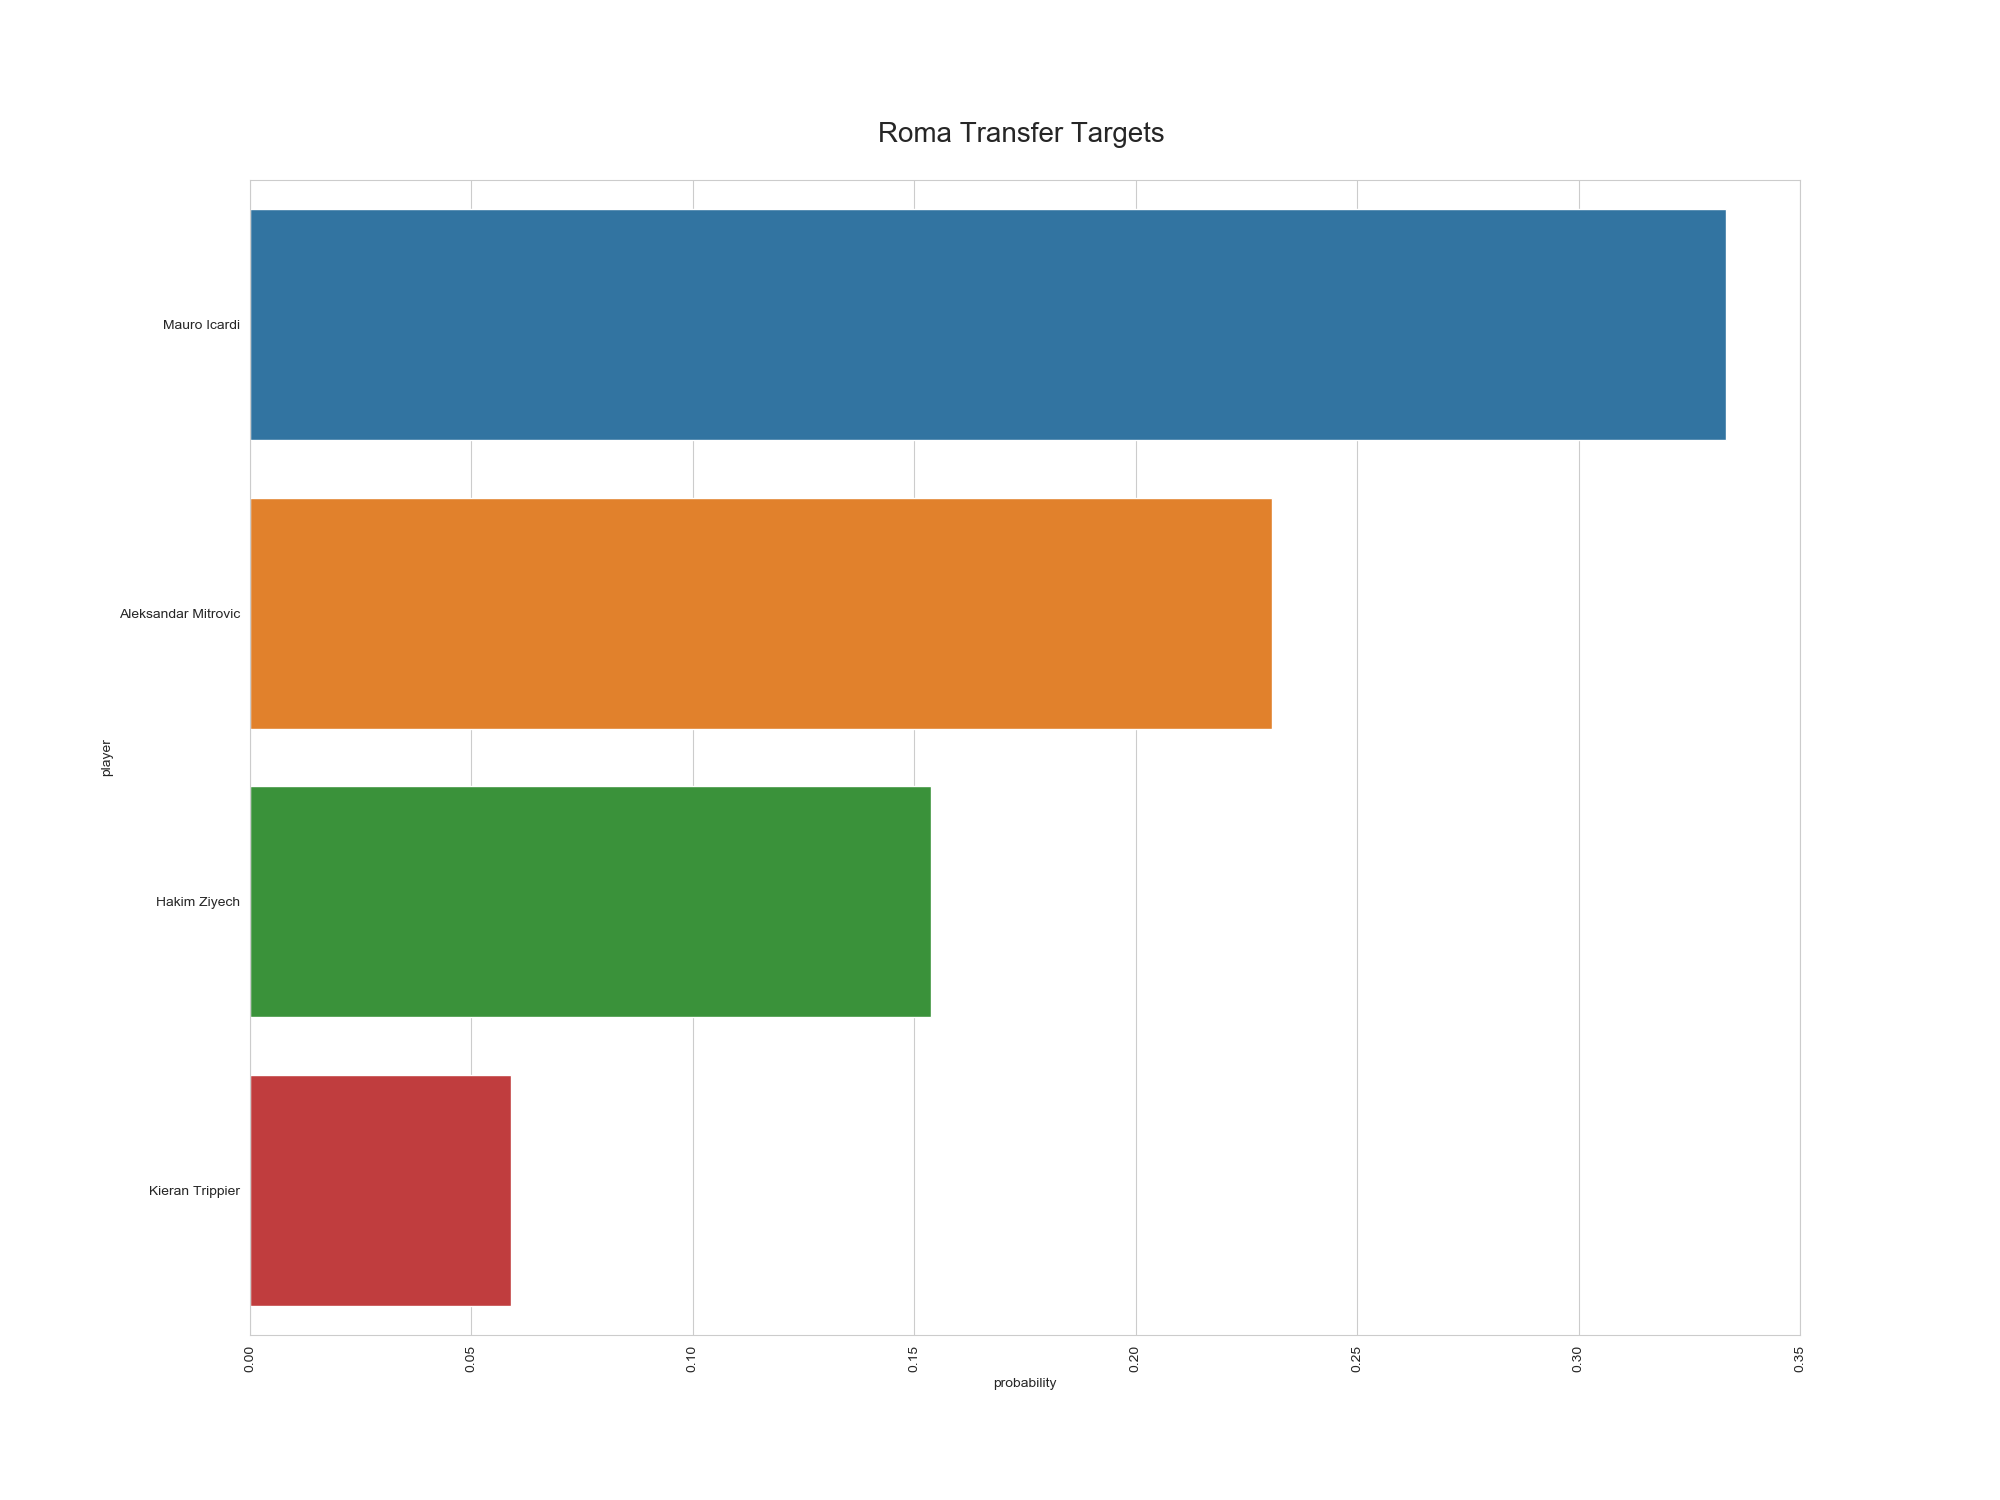 Roma Transfer Targets
Mauro Icardi
Aleksandar Mitrovic
Hakim Ziyech
Kieran Trippier
player
0.00
0.05
0.10
0.15
0.20
0.25
0.30
0.35
probability